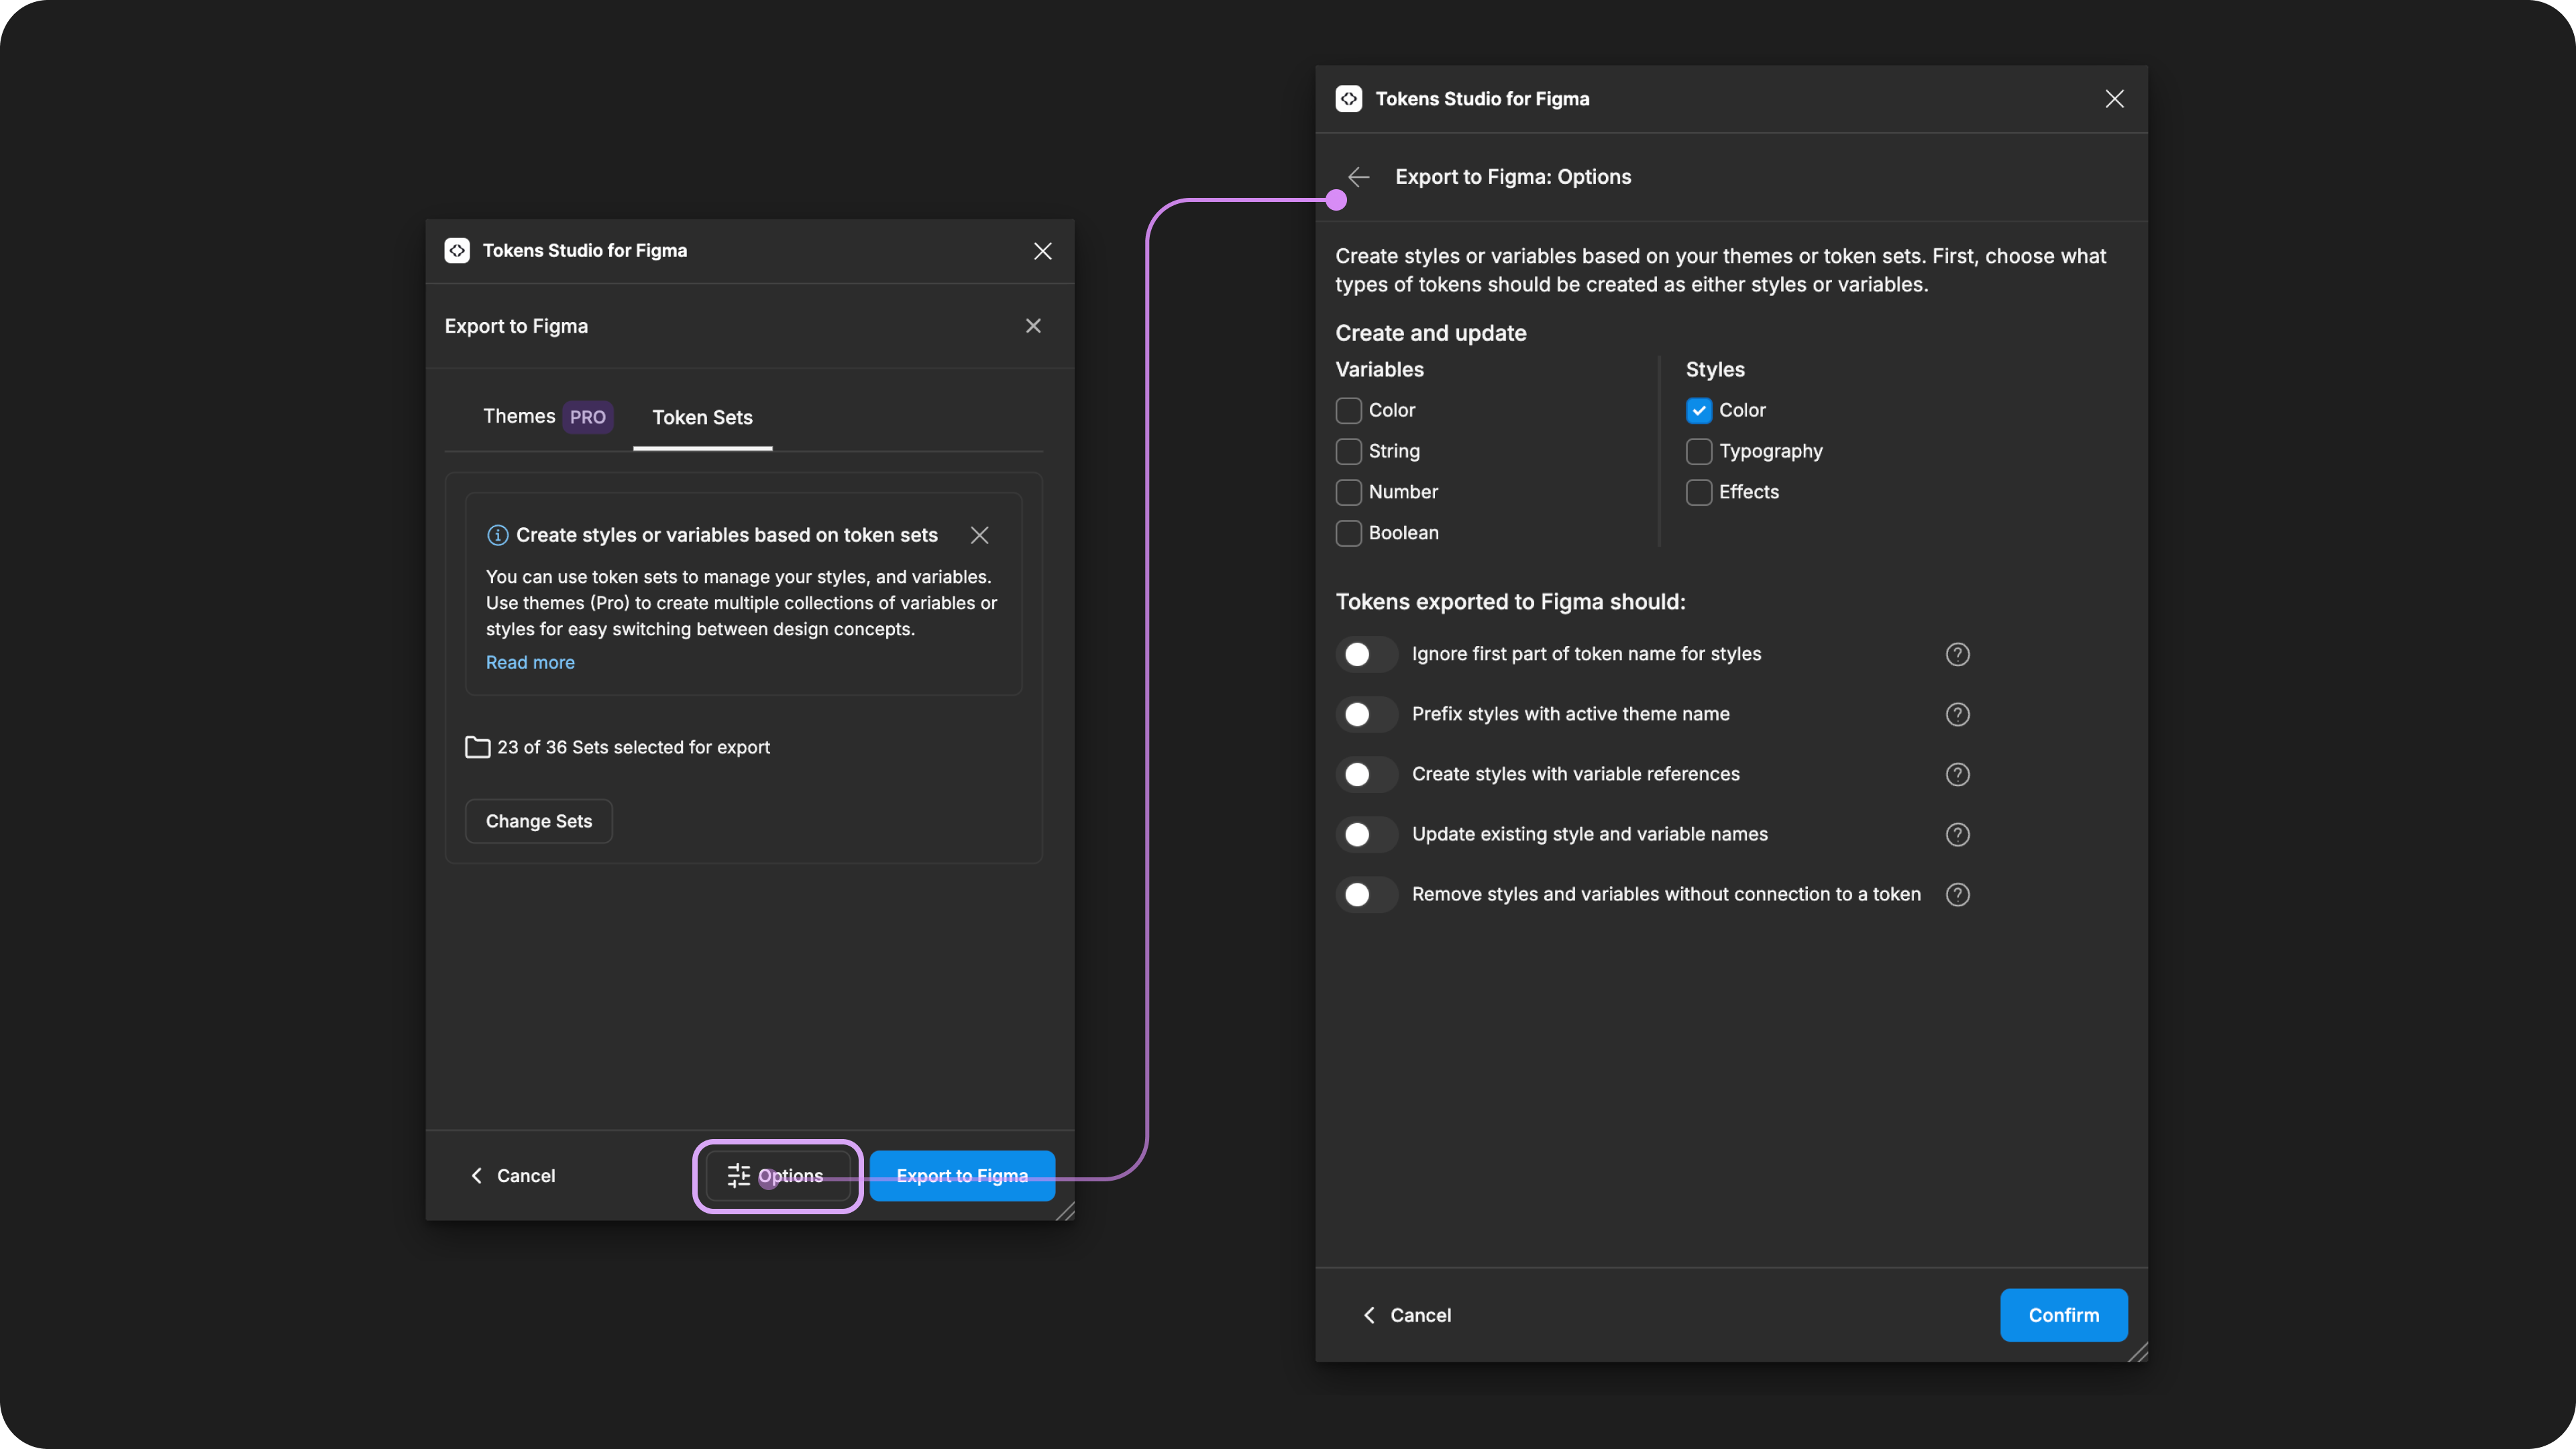 Tokens Studio for Figma
Export to Figma
Themes PRO Token Sets
Create styles or variables based on token sets
You can use token sets to manage your styles, and variables.
Use themes (Pro) to create multiple collections of variables or
styles for easy switching between design concepts.
Read more
23 of 36 Sets selected for export
Change Sets
Cancel Options Export to Figma
Tokens Studio for Figma
Export to Figma: Options
Create styles or variables based on your themes or token sets. First, choose what
types of tokens should be created as either styles or variables.
Create and update
Variables
Color
String
Number
Boolean
Styles
Color
Typography
Effects
Tokens exported to Figma should:
Ignore first part of token name for styles
Prefix styles with active theme name
Create styles with variable references
Update existing style and variable names
Remove styles and variables without connection to a token
Cancel Confirm